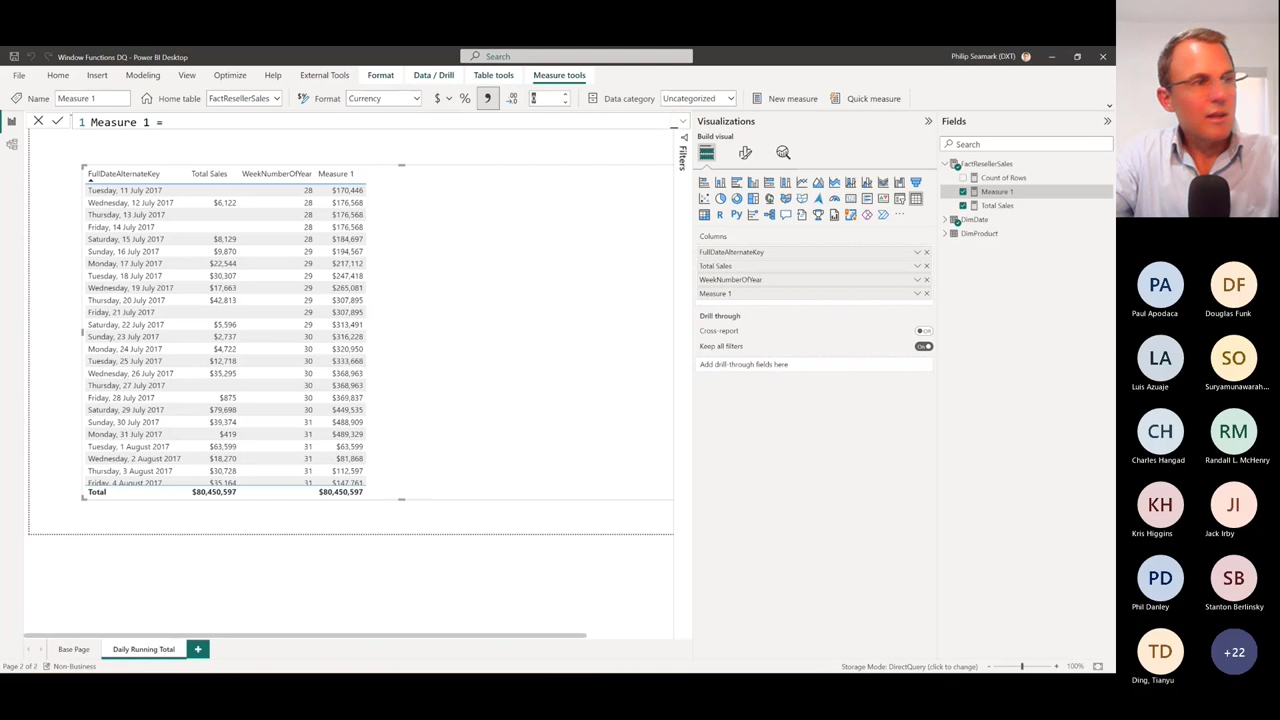 Window Functions DQ - Power BI Desktop
Search
Philip Seamark (DXT)
File Home Insert Modeling View Optimize Help External Tools Format Data / Drill Table tools Measure tools
Name Measure 1 Home table FactResellerSales Format Currency $ % Data category Uncategorized New measure Quick measure
1 Measure 1 =
FullDateAlternateKey Total Sales WeekNumberOfYear Measure 1
Tuesday, 11 July 2017 28 $170,446
Wednesday, 12 July 2017 $6,122 28 $176,568
Thursday, 13 July 2017 28 $176,568
Friday, 14 July 2017 28 $176,568
Saturday, 15 July 2017 $8,129 28 $184,697
Sunday, 16 July 2017 $9,870 29 $194,567
Monday, 17 July 2017 $22,544 29 $217,112
Tuesday, 18 July 2017 $30,307 29 $247,418
Wednesday, 19 July 2017 $17,663 29 $265,081
Thursday, 20 July 2017 $42,813 29 $307,895
Friday, 21 July 2017 29 $307,895
Saturday, 22 July 2017 $5,596 29 $313,491
Sunday, 23 July 2017 $2,737 30 $316,228
Monday, 24 July 2017 $4,722 30 $320,950
Tuesday, 25 July 2017 $12,718 30 $333,668
Wednesday, 26 July 2017 $35,295 30 $368,963
Thursday, 27 July 2017 30 $368,963
Friday, 28 July 2017 $875 30 $369,837
Saturday, 29 July 2017 $79,698 30 $449,535
Sunday, 30 July 2017 $39,374 31 $488,909
Monday, 31 July 2017 $419 31 $489,329
Tuesday, 1 August 2017 $63,599 31 $63,599
Wednesday, 2 August 2017 $18,270 31 $81,868
Thursday, 3 August 2017 $30,728 31 $112,597
Friday, 4 August 2017 $35,164 31 $147,761
Total $80,450,597 $80,450,597
Filters
Visualizations
Build visual
R Py
Columns
FullDateAlternateKey
Total Sales
WeekNumberOfYear
Measure 1
Drill through
Cross-report Off
Keep all filters On
Add drill-through fields here
Fields
Search
FactResellerSales
Count of Rows
Measure 1
Total Sales
DimDate
DimProduct
PA DF
Paul Apodaca Douglas Funk
LA SO
Luis Azuaje Suryamunawarah...
CH RM
Charles Hangad Randall L. McHenry
KH JI
Kris Higgins Jack Irby
PD SB
Phil Danley Stanton Berlinsky
TD +22
Ding, Tianyu
Base Page Daily Running Total +
Page 2 of 2 Non-Business Storage Mode: DirectQuery (click to change) - + 100%